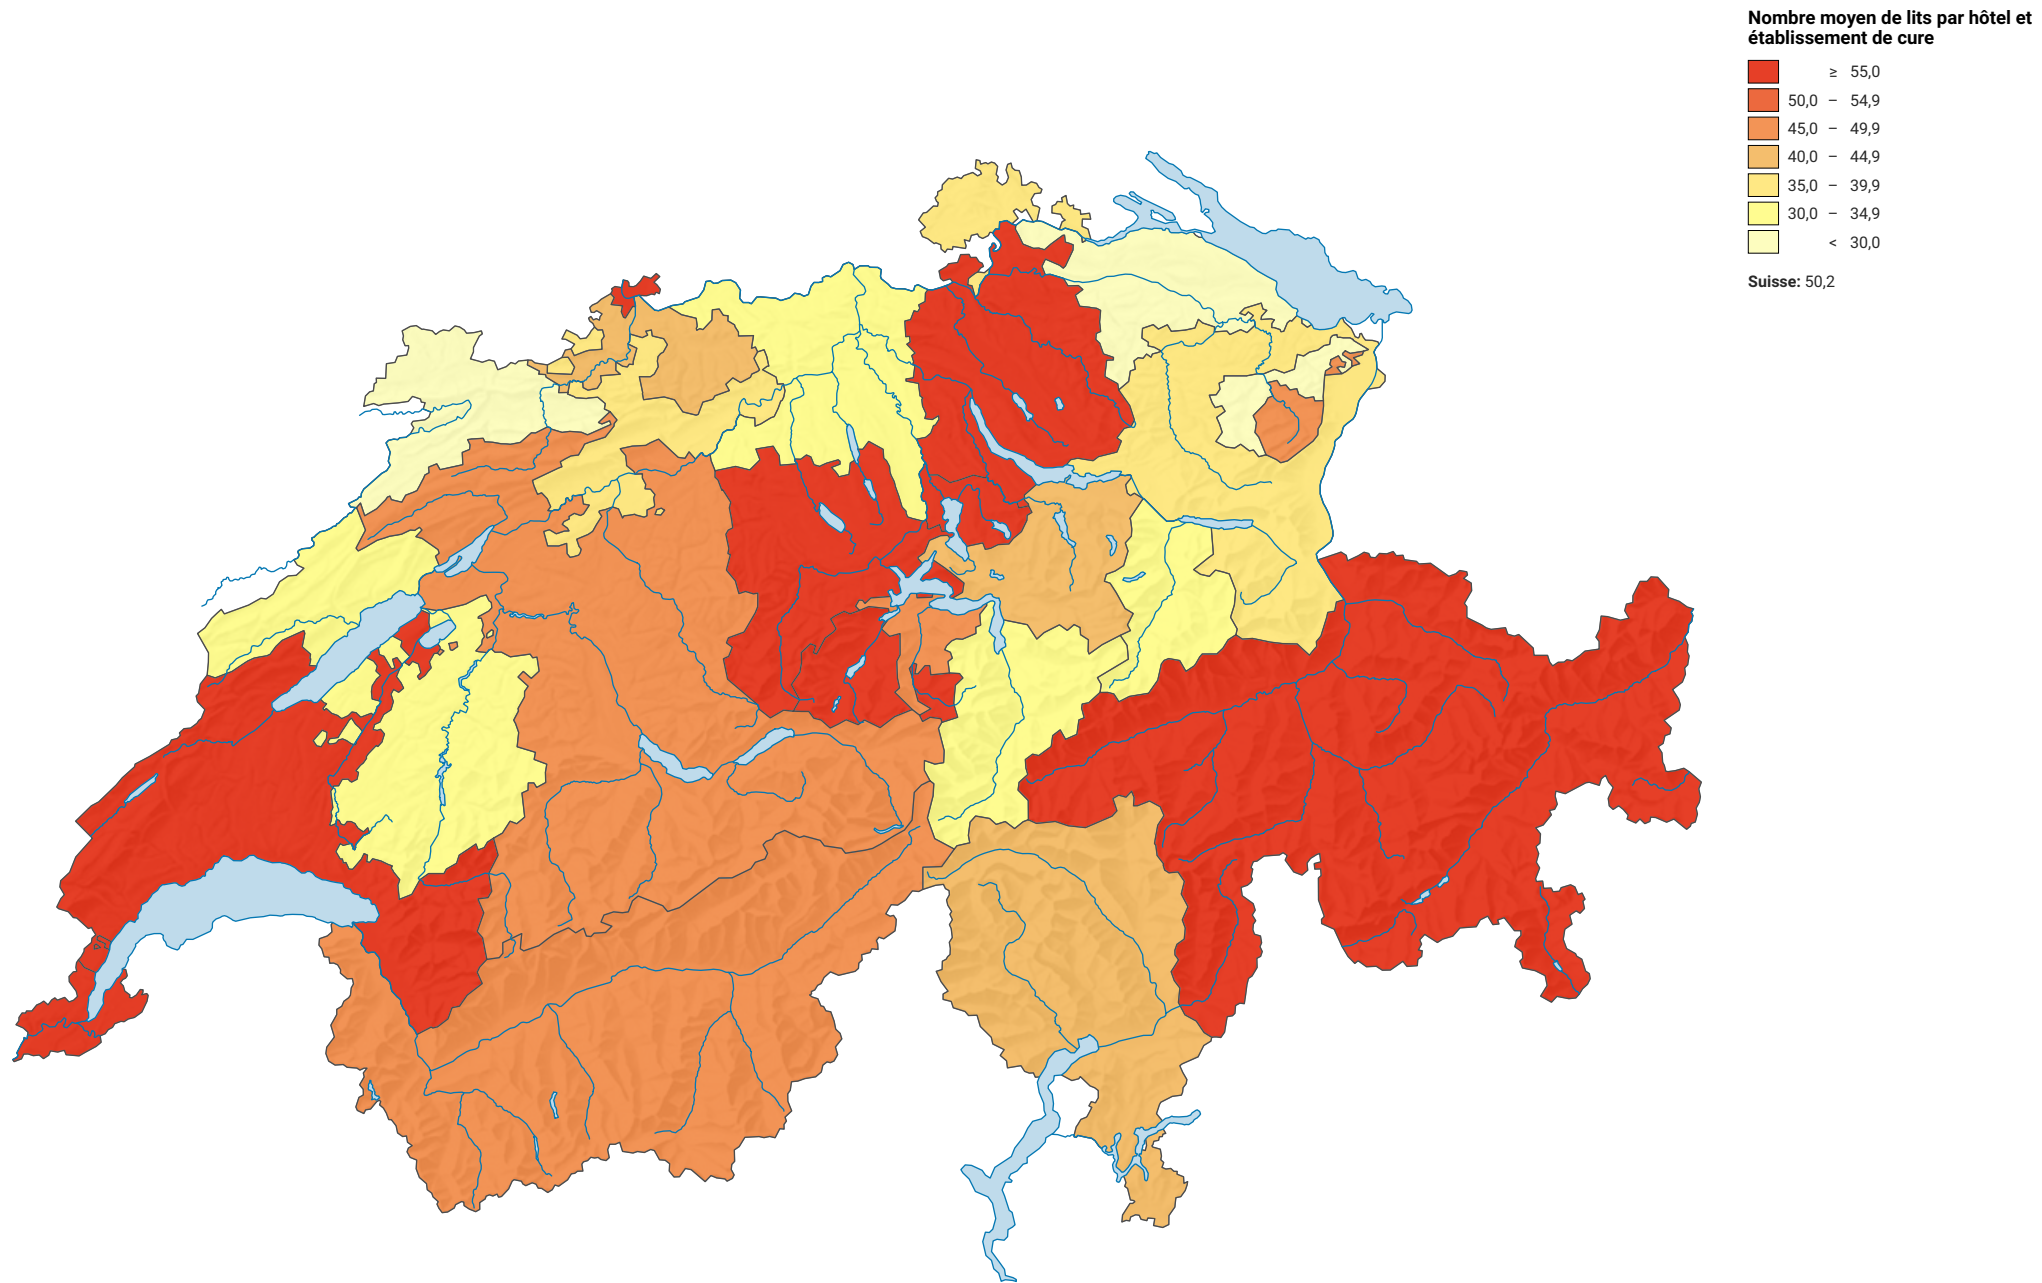 Nombre moyen de lits par hôtel et
établissement de cure
≥ 55,0
50,0 – 54,9
45,0 – 49,9
40,0 – 44,9
35,0 – 39,9
30,0 – 34,9
< 30,0
Suisse: 50,2